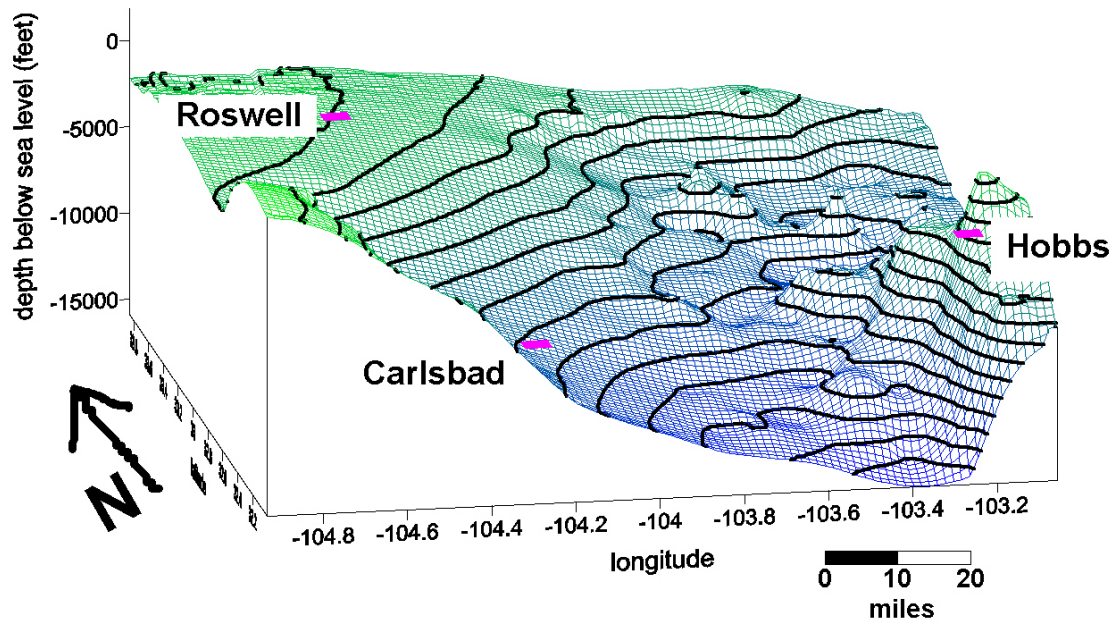 depth below sea level (feet)
0
-5000
-10000
-15000
Roswell
Hobbs
Carlsbad
N
-104.8
-104.6
-104.4
-104.2
-104
-103.8
-103.6
-103.4
-103.2
longitude
0 10 20
miles